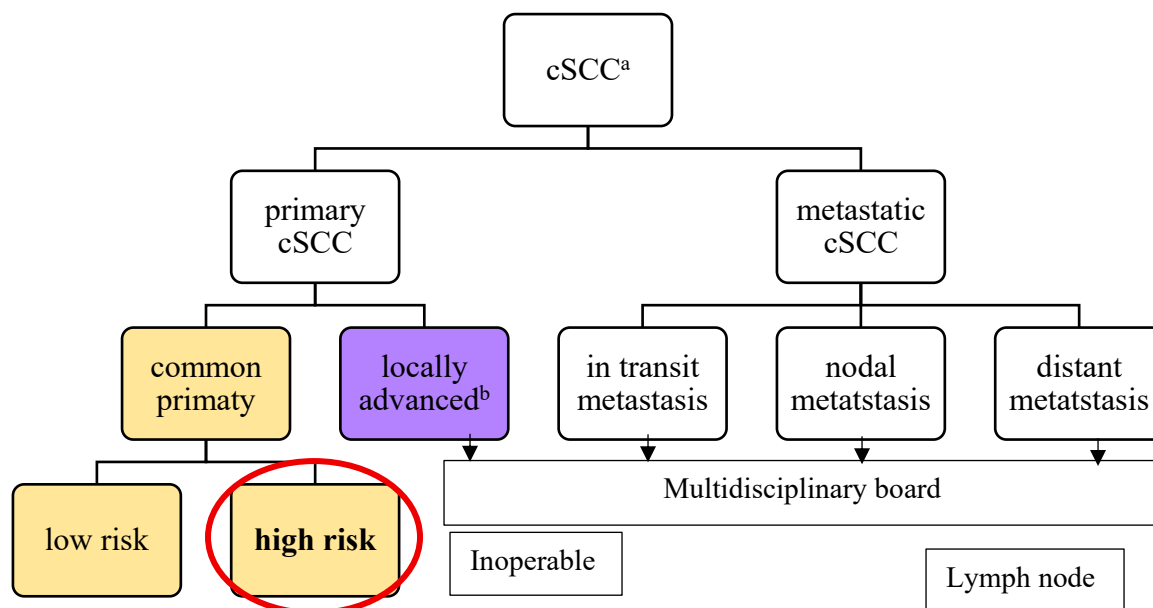 cSCCᵃ
primary
cSCC
metastatic
cSCC
common
primaty
locally
advancedᵇ
in transit
metastasis
nodal
metatstasis
distant
metatstasis
low risk
high risk
Multidisciplinary board
Inoperable
Lymph node